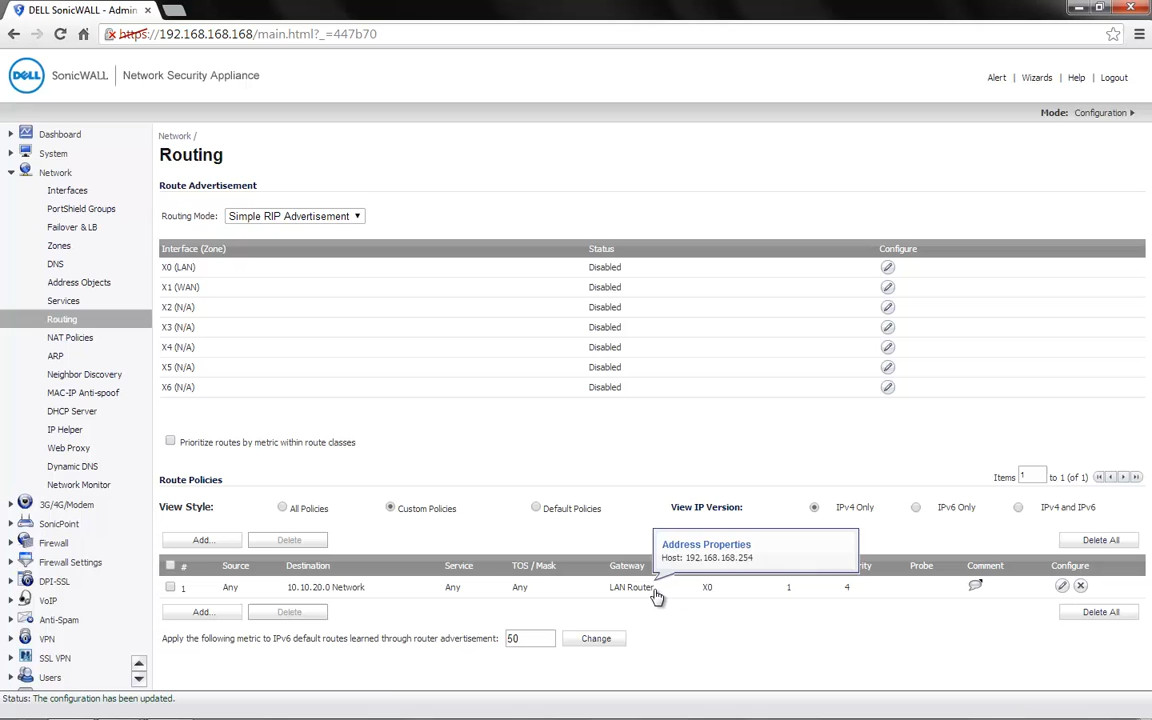 DELL SonicWALL - Admin
https://192.168.168.168/main.html?_=447b70
DELL SonicWALL | Network Security Appliance
Alert | Wizards | Help | Logout
Mode: Configuration
Dashboard
System
Network
Interfaces
PortShield Groups
Failover & LB
Zones
DNS
Address Objects
Services
Routing
NAT Policies
ARP
Neighbor Discovery
MAC-IP Anti-spoof
DHCP Server
IP Helper
Web Proxy
Dynamic DNS
Network Monitor
3G/4G/Modem
SonicPoint
Firewall
Firewall Settings
DPI-SSL
VoIP
Anti-Spam
VPN
SSL VPN
Users
Network /
Routing
Route Advertisement
Routing Mode: Simple RIP Advertisement
Interface (Zone) Status Configure
X0 (LAN) Disabled
X1 (WAN) Disabled
X2 (N/A) Disabled
X3 (N/A) Disabled
X4 (N/A) Disabled
X5 (N/A) Disabled
X6 (N/A) Disabled
Prioritize routes by metric within route classes
Route Policies Items 1 to 1 (of 1)
View Style: All Policies Custom Policies Default Policies View IP Version: IPv4 Only IPv6 Only IPv4 and IPv6
Add... Delete Delete All
Address Properties
Host: 192.168.168.254
# Source Destination Service TOS / Mask Gateway Probe Comment Configure
1 Any 10.10.20.0 Network Any Any LAN Router X0 1 4
Add... Delete Delete All
Apply the following metric to IPv6 default routes learned through router advertisement: 50 Change
Status: The configuration has been updated.